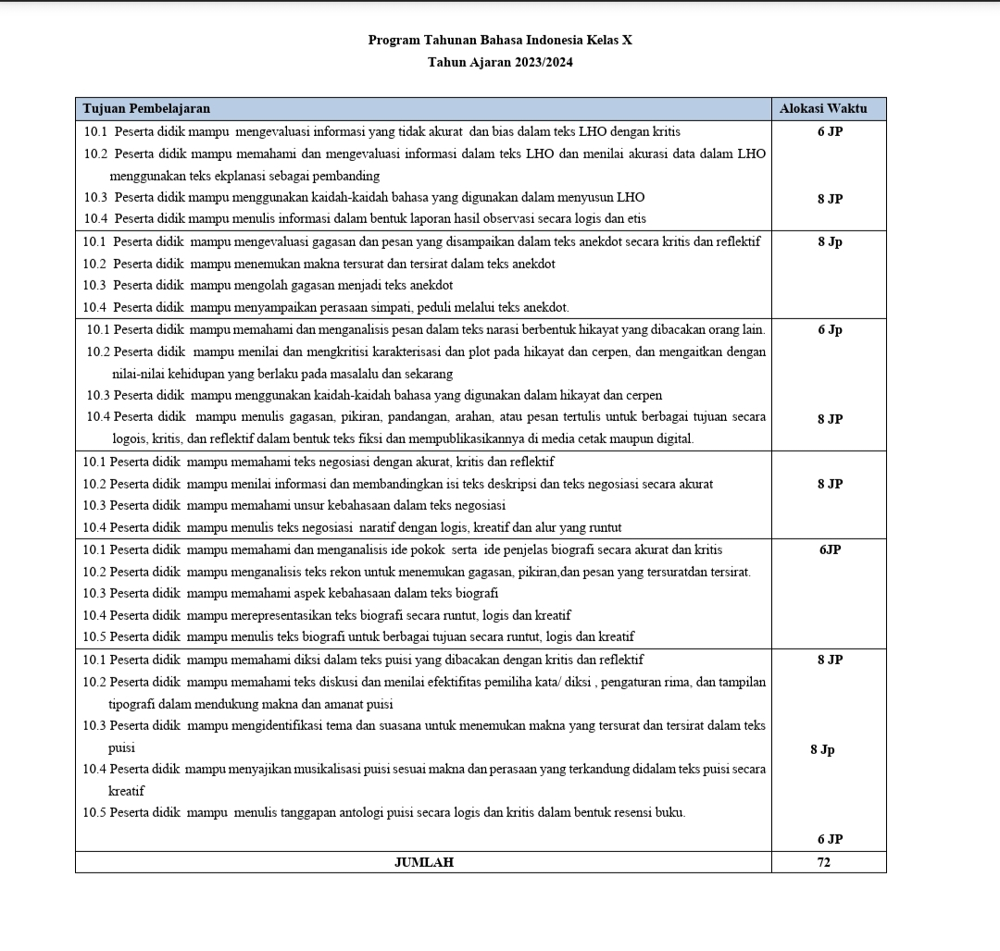 Program Tahunan Bahasa Indonesia Kelas X
Tahun Ajaran 2023/2024
Tujuan Pembelajaran Alokasi Waktu
10.1 Peserta didik mampu mengevaluasi informasi yang tidak akurat dan bias dalam teks LHO dengan kritis 6 JP
10.2 Peserta didik mampu memahami dan mengevaluasi informasi dalam teks LHO dan menilai akurasi data dalam LHO
menggunakan teks ekplanasi sebagai pembanding
10.3 Peserta didik mampu menggunakan kaidah-kaidah bahasa yang digunakan dalam menyusun LHO 8 JP
10.4 Peserta didik mampu menulis informasi dalam bentuk laporan hasil observasi secara logis dan etis
10.1 Peserta didik mampu mengevaluasi gagasan dan pesan yang disampaikan dalam teks anekdot secara kritis dan reflektif 8 Jp
10.2 Peserta didik mampu menemukan makna tersurat dan tersirat dalam teks anekdot
10.3 Peserta didik mampu mengolah gagasan menjadi teks anekdot
10.4 Peserta didik mampu menyampaikan perasaan simpati, peduli melalui teks anekdot.
10.1 Peserta didik mampu memahami dan menganalisis pesan dalam teks narasi berbentuk hikayat yang dibacakan orang lain. 6 Jp
10.2 Peserta didik mampu menilai dan mengkritisi karakterisasi dan plot pada hikayat dan cerpen, dan mengaitkan dengan
nilai-nilai kehidupan yang berlaku pada masalalu dan sekarang
10.3 Peserta didik mampu menggunakan kaidah-kaidah bahasa yang digunakan dalam hikayat dan cerpen
10.4 Peserta didik mampu menulis gagasan, pikiran, pandangan, arahan, atau pesan tertulis untuk berbagai tujuan secara 8 JP
logois, kritis, dan reflektif dalam bentuk teks fiksi dan mempublikasikannya di media cetak maupun digital.
10.1 Peserta didik mampu memahami teks negosiasi dengan akurat, kritis dan reflektif
10.2 Peserta didik mampu menilai informasi dan membandingkan isi teks deskripsi dan teks negosiasi secara akurat 8 JP
10.3 Peserta didik mampu memahami unsur kebahasaan dalam teks negosiasi
10.4 Peserta didik mampu menulis teks negosiasi naratif dengan logis, kreatif dan alur yang runtut
10.1 Peserta didik mampu memahami dan menganalisis ide pokok serta ide penjelas biografi secara akurat dan kritis 6JP
10.2 Peserta didik mampu menganalisis teks rekon untuk menemukan gagasan, pikiran,dan pesan yang tersuratdan tersirat.
10.3 Peserta didik mampu memahami aspek kebahasaan dalam teks biografi
10.4 Peserta didik mampu merepresentasikan teks biografi secara runtut, logis dan kreatif
10.5 Peserta didik mampu menulis teks biografi untuk berbagai tujuan secara runtut, logis dan kreatif
10.1 Peserta didik mampu memahami diksi dalam teks puisi yang dibacakan dengan kritis dan reflektif 8 JP
10.2 Peserta didik mampu memahami teks diskusi dan menilai efektifitas pemiliha kata/ diksi , pengaturan rima, dan tampilan
tipografi dalam mendukung makna dan amanat puisi
10.3 Peserta didik mampu mengidentifikasi tema dan suasana untuk menemukan makna yang tersurat dan tersirat dalam teks
puisi 8 Jp
10.4 Peserta didik mampu menyajikan musikalisasi puisi sesuai makna dan perasaan yang terkandung didalam teks puisi secara
kreatif
10.5 Peserta didik mampu menulis tanggapan antologi puisi secara logis dan kritis dalam bentuk resensi buku.
6 JP
JUMLAH 72